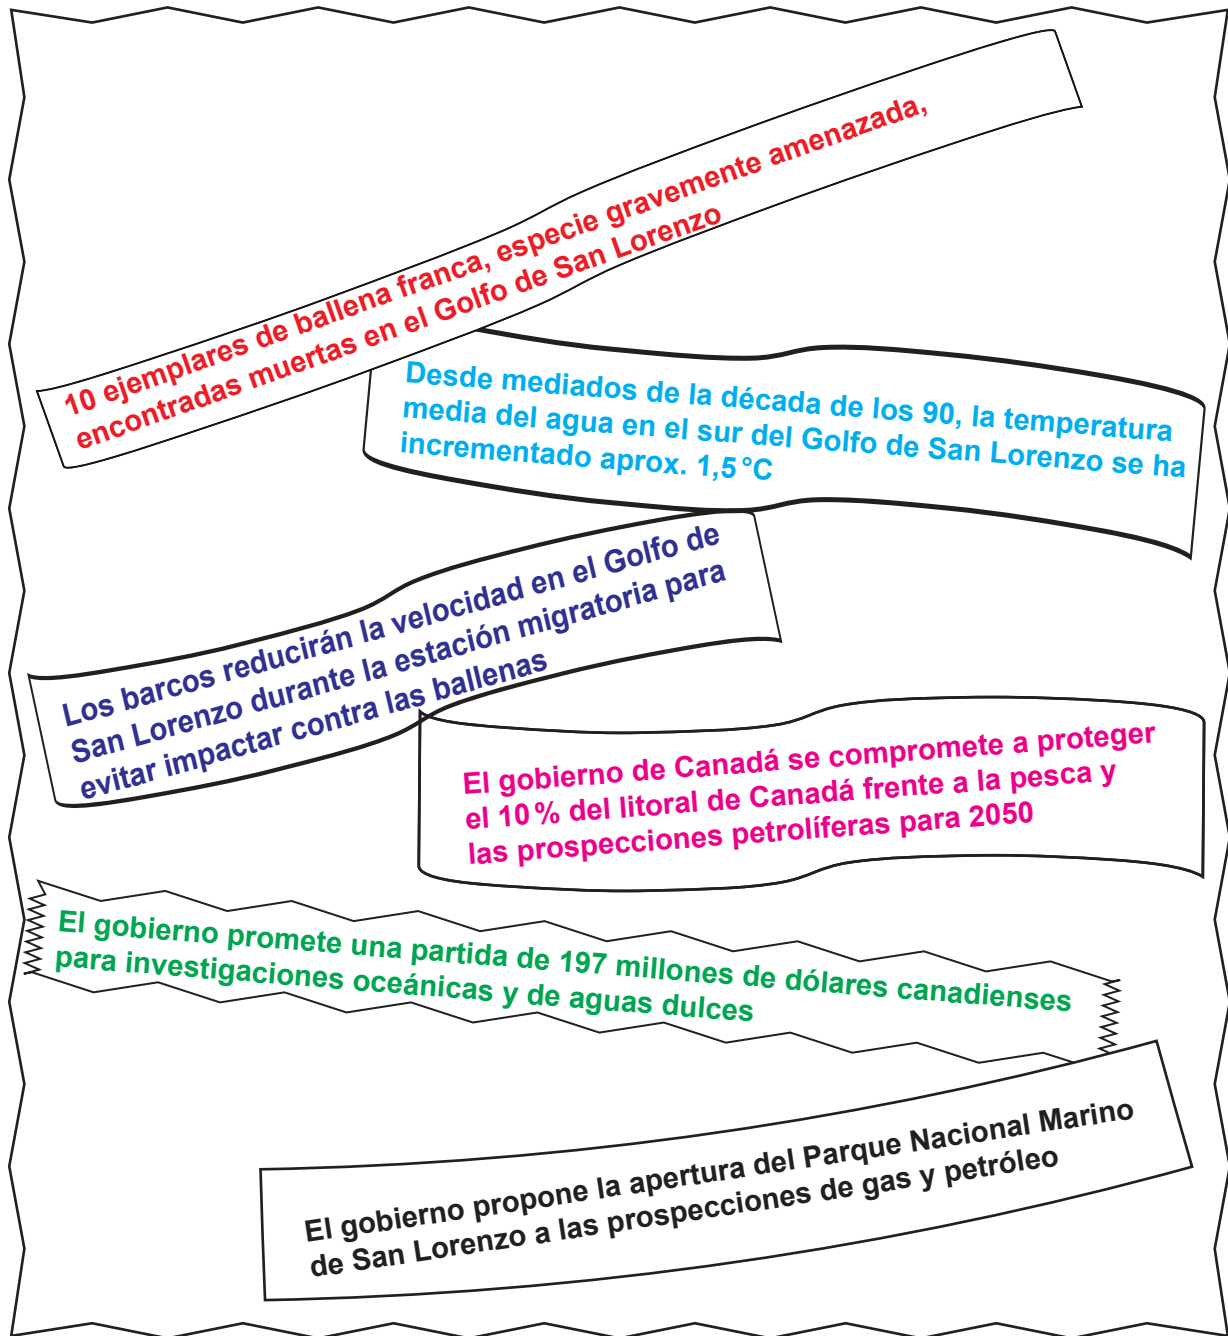 10 ejemplares de ballena franca, especie gravemente amenazada,
encontradas muertas en el Golfo de San Lorenzo
Desde mediados de la década de los 90, la temperatura
media del agua en el sur del Golfo de San Lorenzo se ha
incrementado aprox. 1,5 °C
Los barcos reducirán la velocidad en el Golfo de
San Lorenzo durante la estación migratoria para
evitar impactar contra las ballenas
El gobierno de Canadá se compromete a proteger
el 10 % del litoral de Canadá frente a la pesca y
las prospecciones petrolíferas para 2050
El gobierno promete una partida de 197 millones de dólares canadienses
para investigaciones oceánicas y de aguas dulces
El gobierno propone la apertura del Parque Nacional Marino
de San Lorenzo a las prospecciones de gas y petróleo